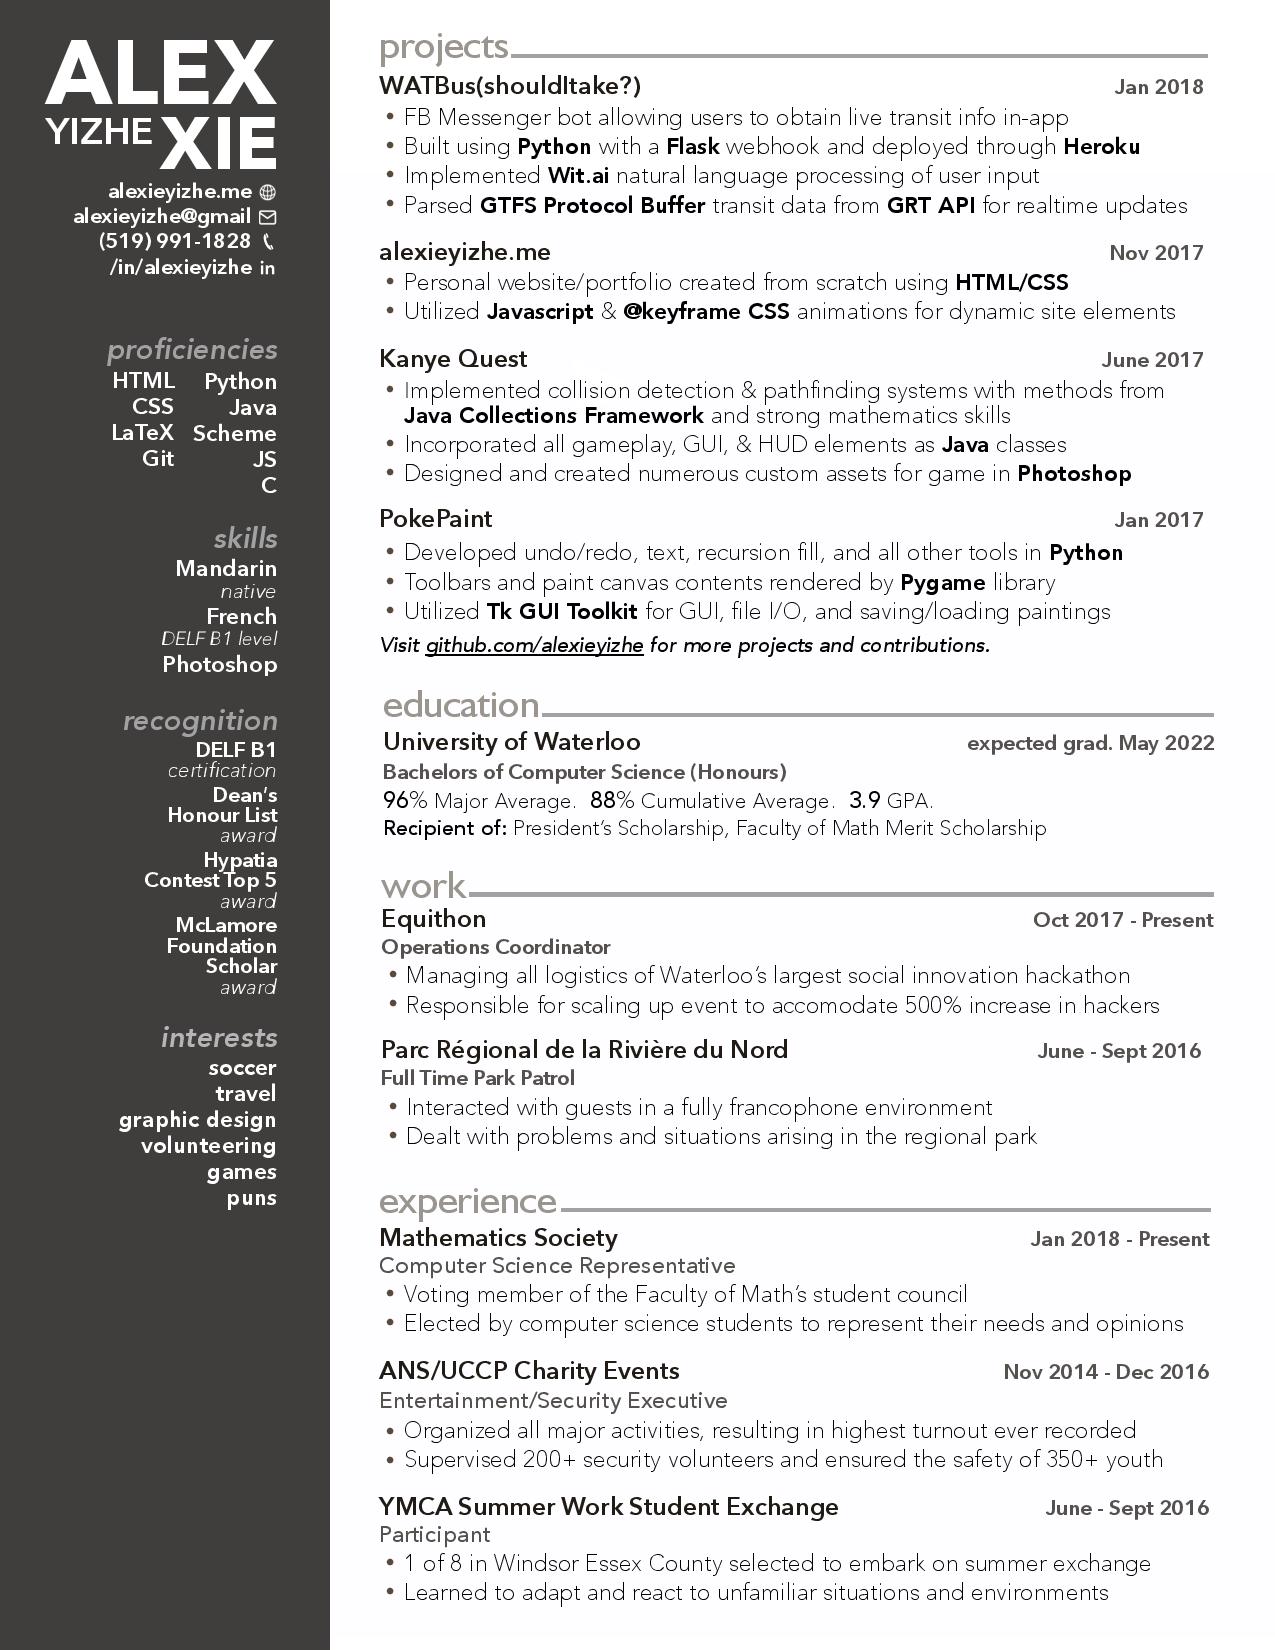 ALEX
YIZHE XIE
alexieyizhe.me
alexieyizhe@gmail
(519) 991-1828
/in/alexieyizhe in
proficiencies
HTML Python
CSS Java
LaTeX Scheme
Git JS
C
skills
Mandarin
native
French
DELF B1 level
Photoshop
recognition
DELF B1
certification
Dean's
Honour List
award
Hypatia
Contest Top 5
award
McLamore
Foundation
Scholar
award
interests
soccer
travel
graphic design
volunteering
games
puns
projects
WATBus(shouldItake?) Jan 2018
• FB Messenger bot allowing users to obtain live transit info in-app
• Built using Python with a Flask webhook and deployed through Heroku
• Implemented Wit.ai natural language processing of user input
• Parsed GTFS Protocol Buffer transit data from GRT API for realtime updates
alexieyizhe.me Nov 2017
• Personal website/portfolio created from scratch using HTML/CSS
• Utilized Javascript & @keyframe CSS animations for dynamic site elements
Kanye Quest June 2017
• Implemented collision detection & pathfinding systems with methods from
Java Collections Framework and strong mathematics skills
• Incorporated all gameplay, GUI, & HUD elements as Java classes
• Designed and created numerous custom assets for game in Photoshop
PokePaint Jan 2017
• Developed undo/redo, text, recursion fill, and all other tools in Python
• Toolbars and paint canvas contents rendered by Pygame library
• Utilized Tk GUI Toolkit for GUI, file I/O, and saving/loading paintings
Visit github.com/alexieyizhe for more projects and contributions.
education
University of Waterloo expected grad. May 2022
Bachelors of Computer Science (Honours)
96% Major Average. 88% Cumulative Average. 3.9 GPA.
Recipient of: President's Scholarship, Faculty of Math Merit Scholarship
work
Equithon Oct 2017 - Present
Operations Coordinator
• Managing all logistics of Waterloo's largest social innovation hackathon
• Responsible for scaling up event to accomodate 500% increase in hackers
Parc Régional de la Rivière du Nord June - Sept 2016
Full Time Park Patrol
• Interacted with guests in a fully francophone environment
• Dealt with problems and situations arising in the regional park
experience
Mathematics Society Jan 2018 - Present
Computer Science Representative
• Voting member of the Faculty of Math's student council
• Elected by computer science students to represent their needs and opinions
ANS/UCCP Charity Events Nov 2014 - Dec 2016
Entertainment/Security Executive
• Organized all major activities, resulting in highest turnout ever recorded
• Supervised 200+ security volunteers and ensured the safety of 350+ youth
YMCA Summer Work Student Exchange June - Sept 2016
Participant
• 1 of 8 in Windsor Essex County selected to embark on summer exchange
• Learned to adapt and react to unfamiliar situations and environments